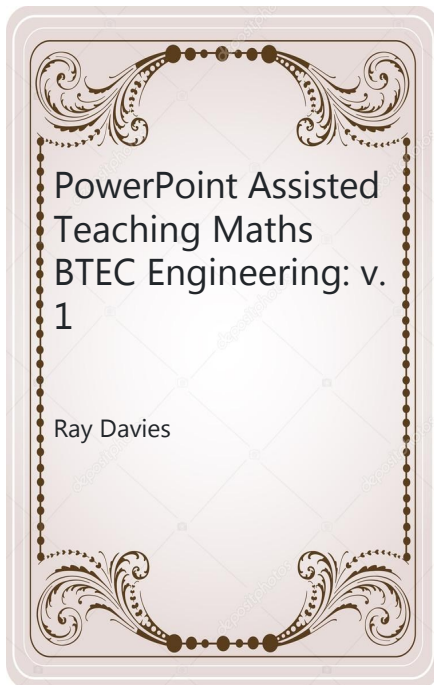 PowerPoint Assisted
Teaching Maths
BTEC Engineering: v.
1
Ray Davies